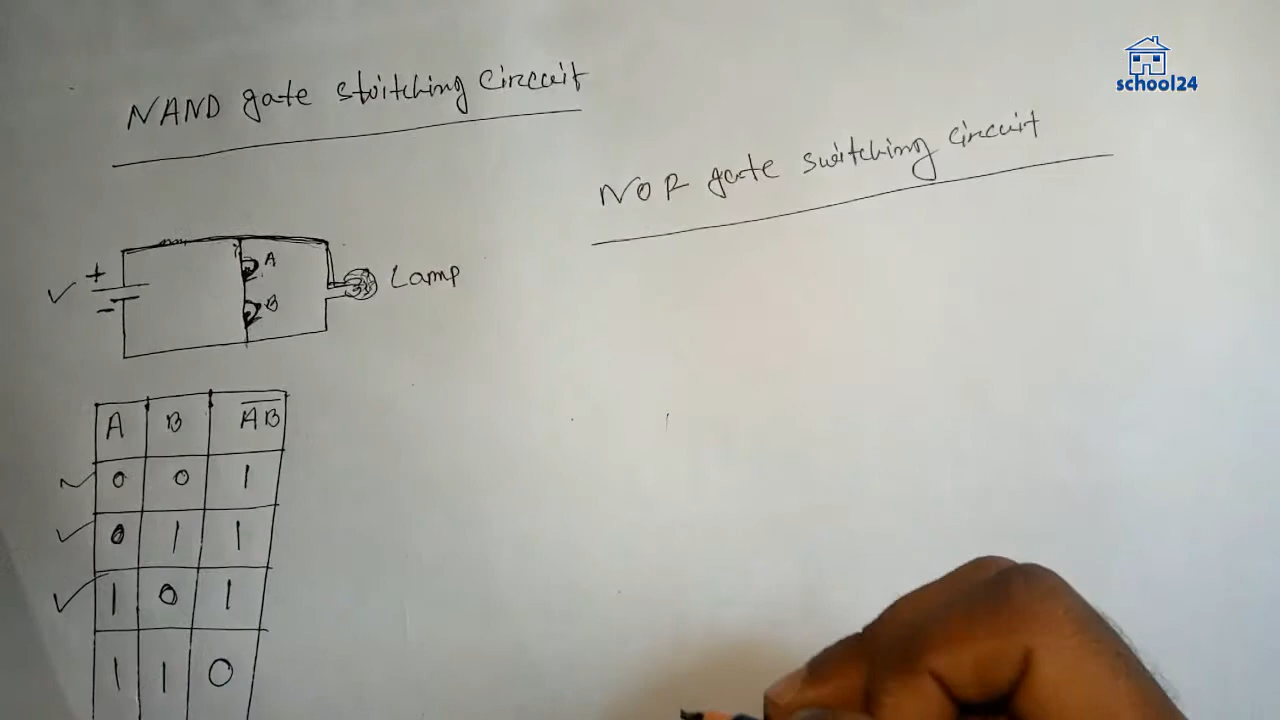 NAND gate switching circuit
school24
NOR gate switching circuit
+
A
-
B
Lamp
A B A̅B̅
0 0 1
0 1 1
1 0 1
1 1 0